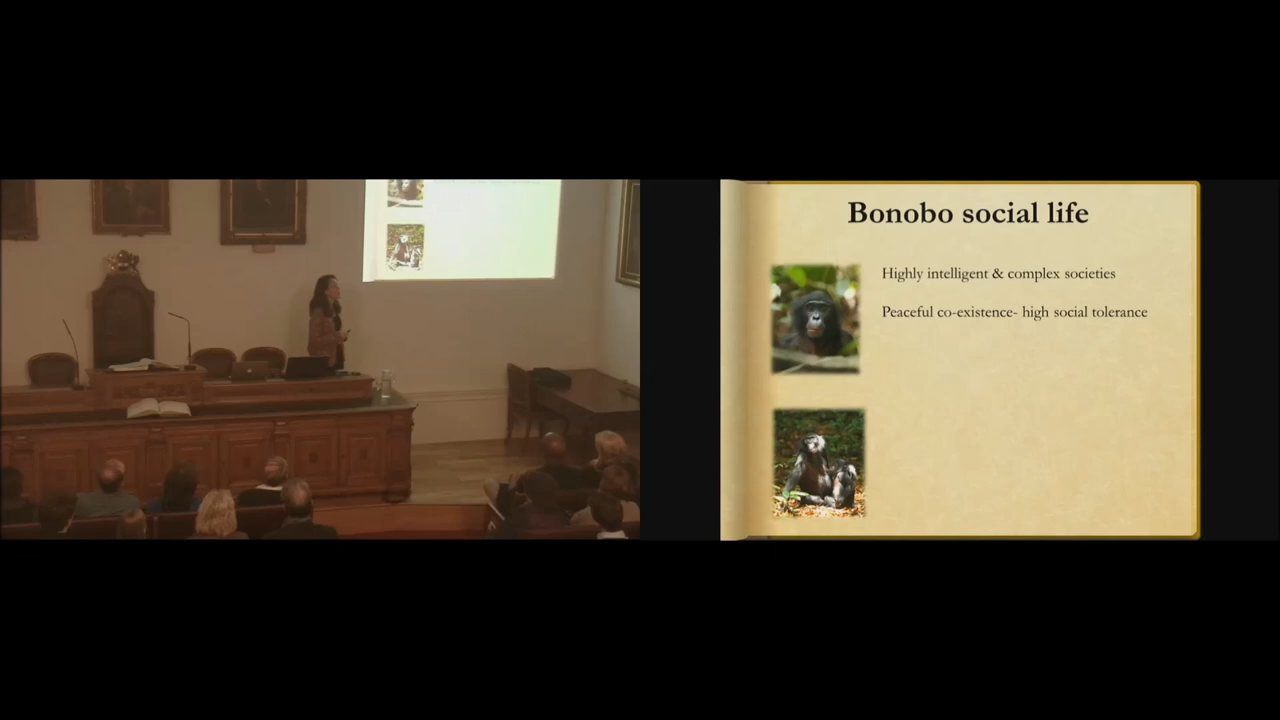 Bonobo social life
Highly intelligent & complex societies
Peaceful co-existence- high social tolerance